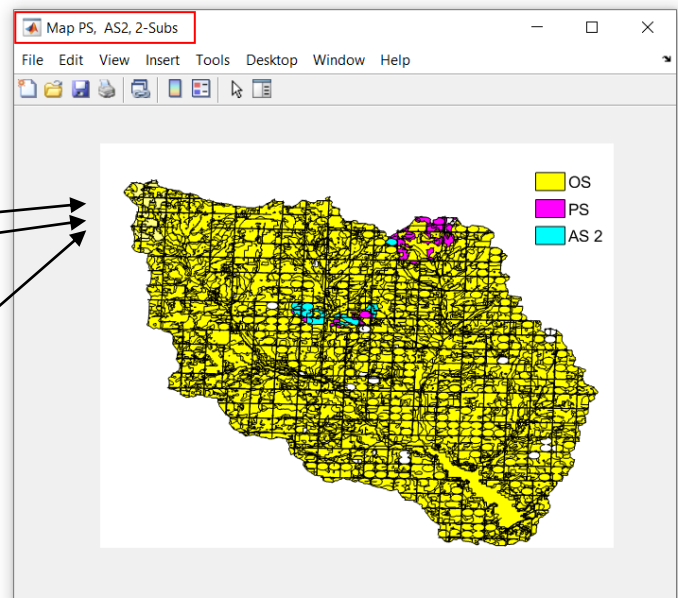 Map PS, AS2, 2-Subs
File Edit View Insert Tools Desktop Window Help
OS
PS
AS 2